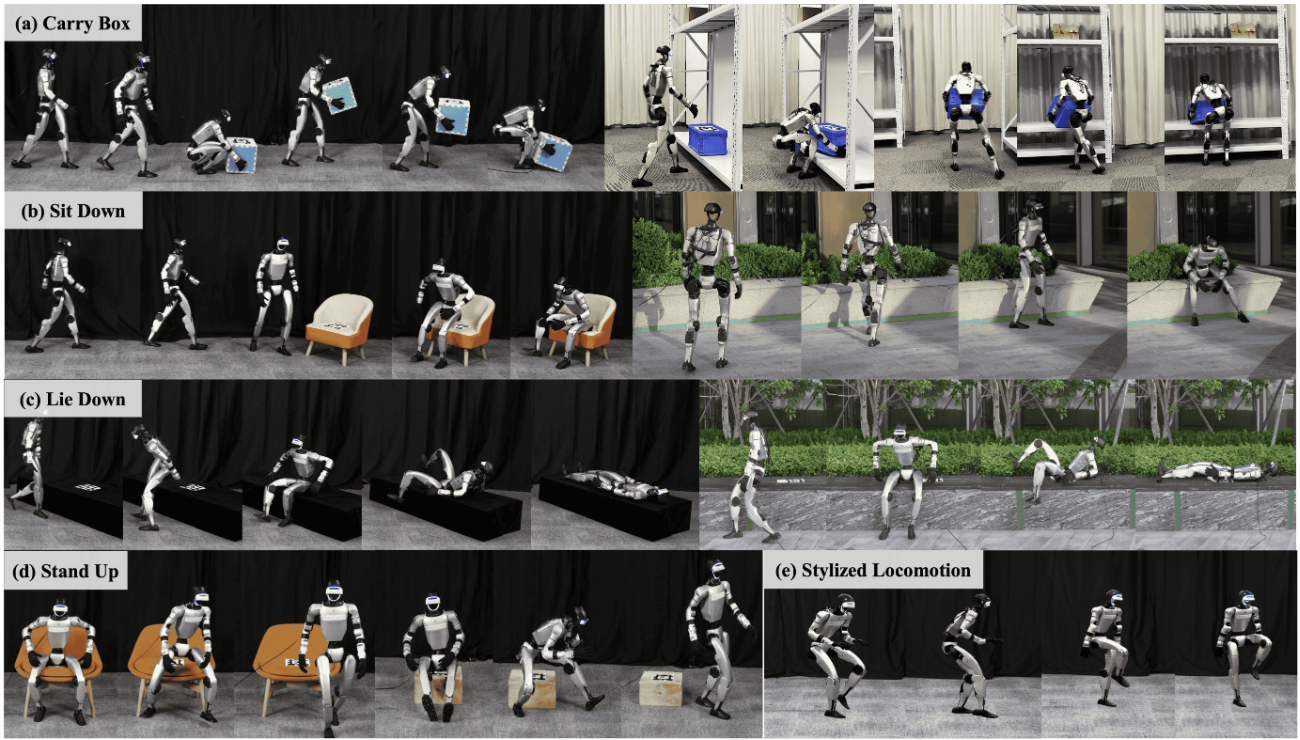 (a) Carry Box
(b) Sit Down
(c) Lie Down
(d) Stand Up
(e) Stylized Locomotion